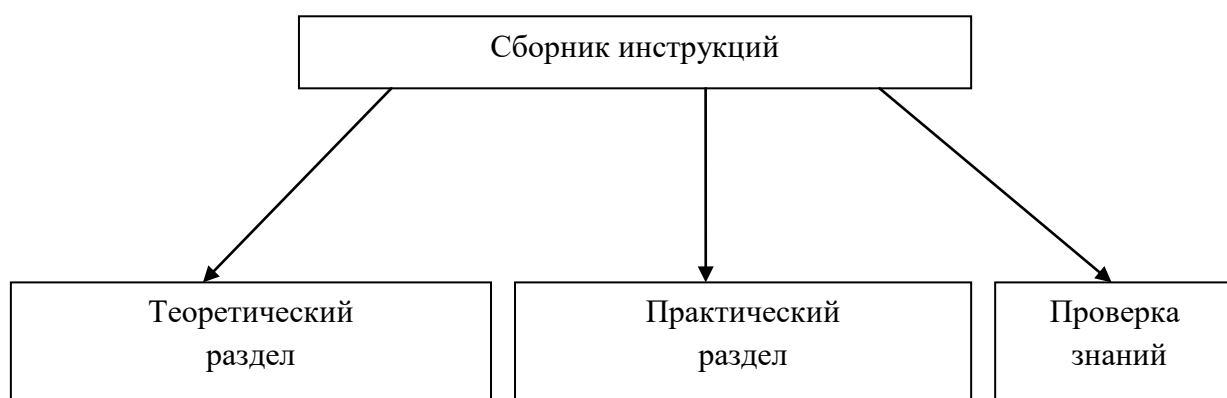 Сборник инструкций
Теоретический
раздел
Практический
раздел
Проверка
знаний